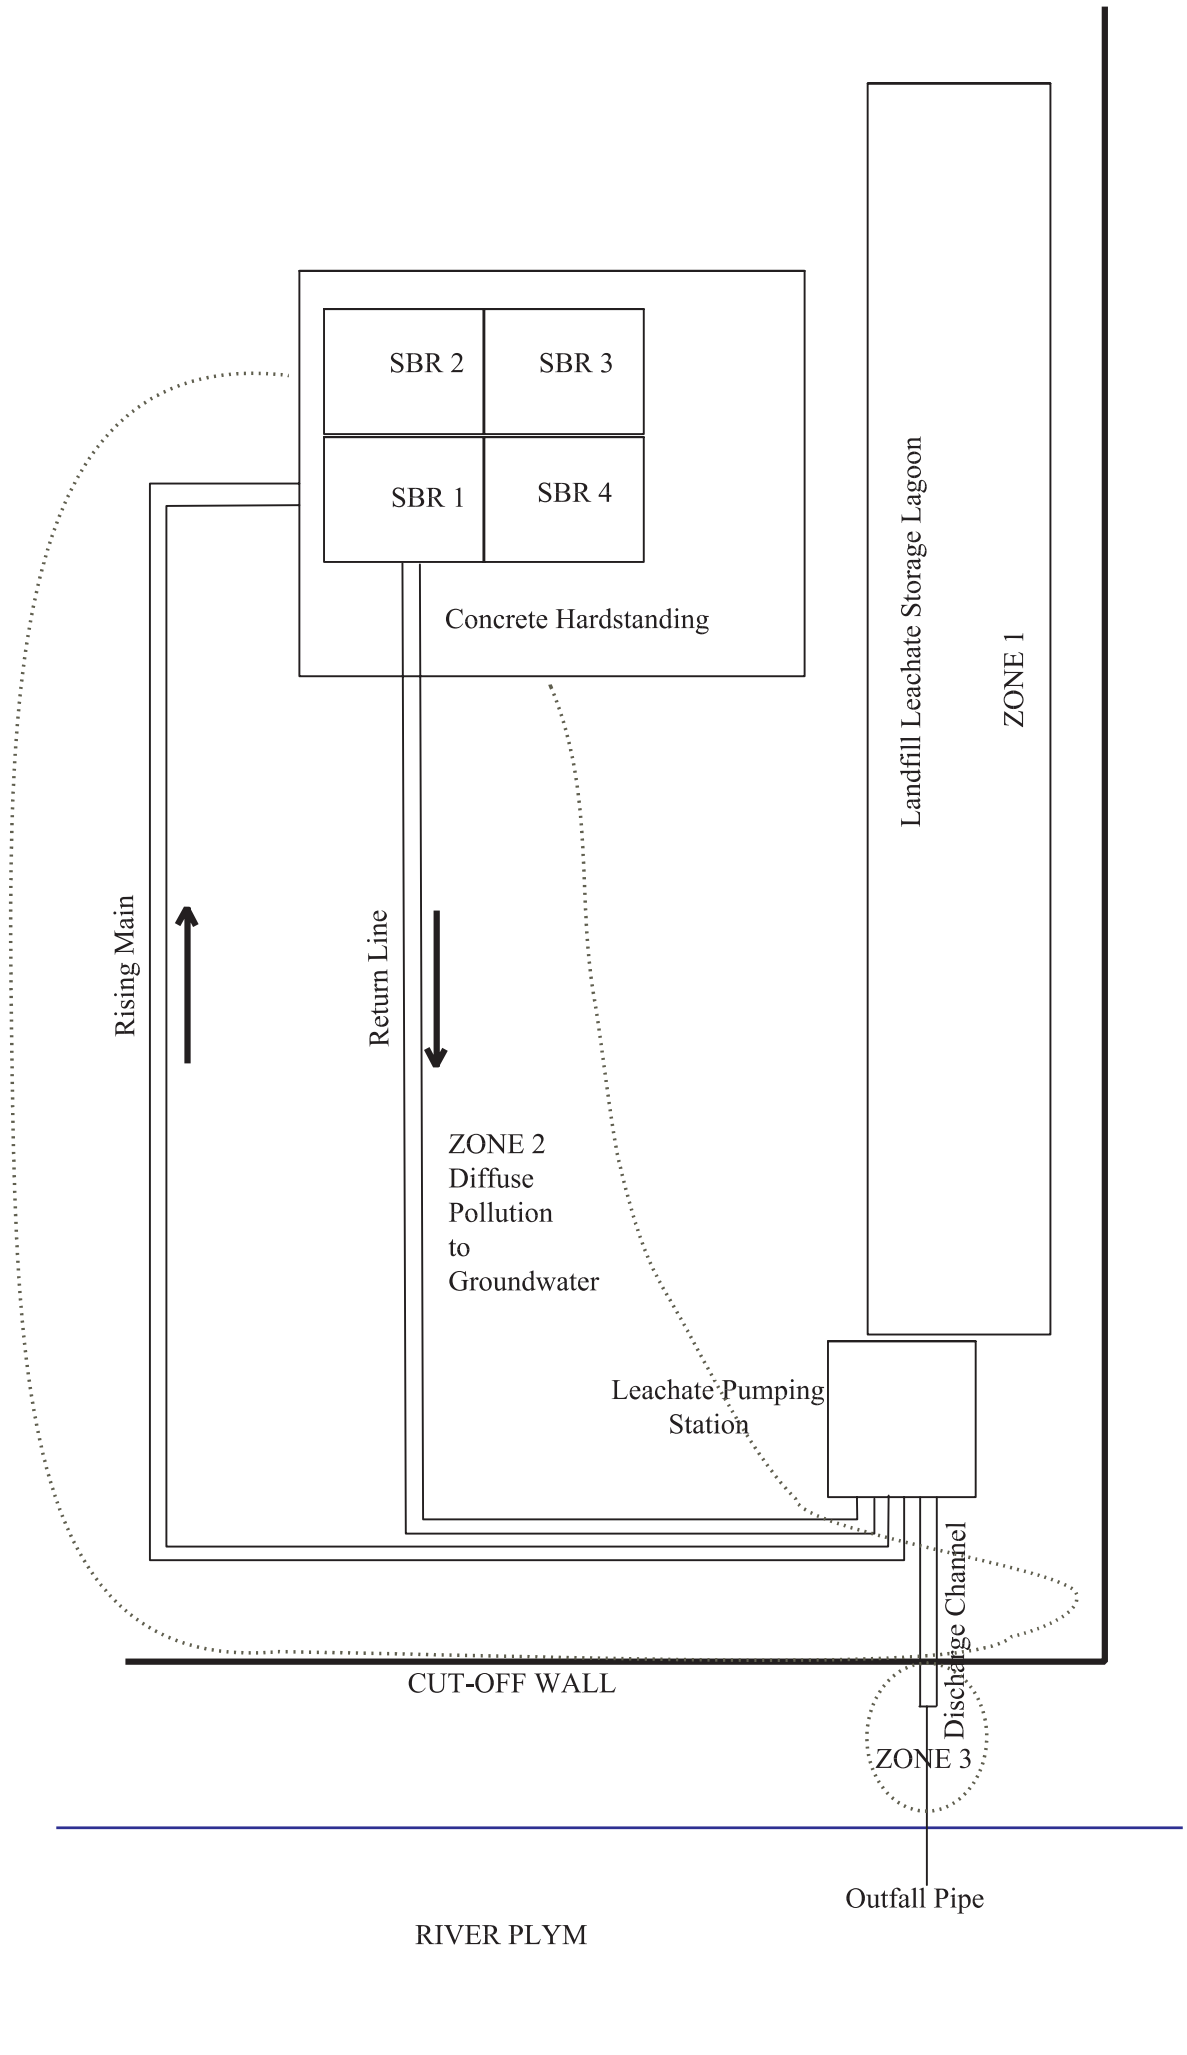 SBR 2
SBR 3
SBR 1
SBR 4
Concrete Hardstanding
Landfill Leachate Storage Lagoon
ZONE 1
Rising Main
Return Line
ZONE 2
Diffuse
Pollution
to
Groundwater
Leachate Pumping
Station
Discharge Channel
CUT-OFF WALL
ZONE 3
Outfall Pipe
RIVER PLYM